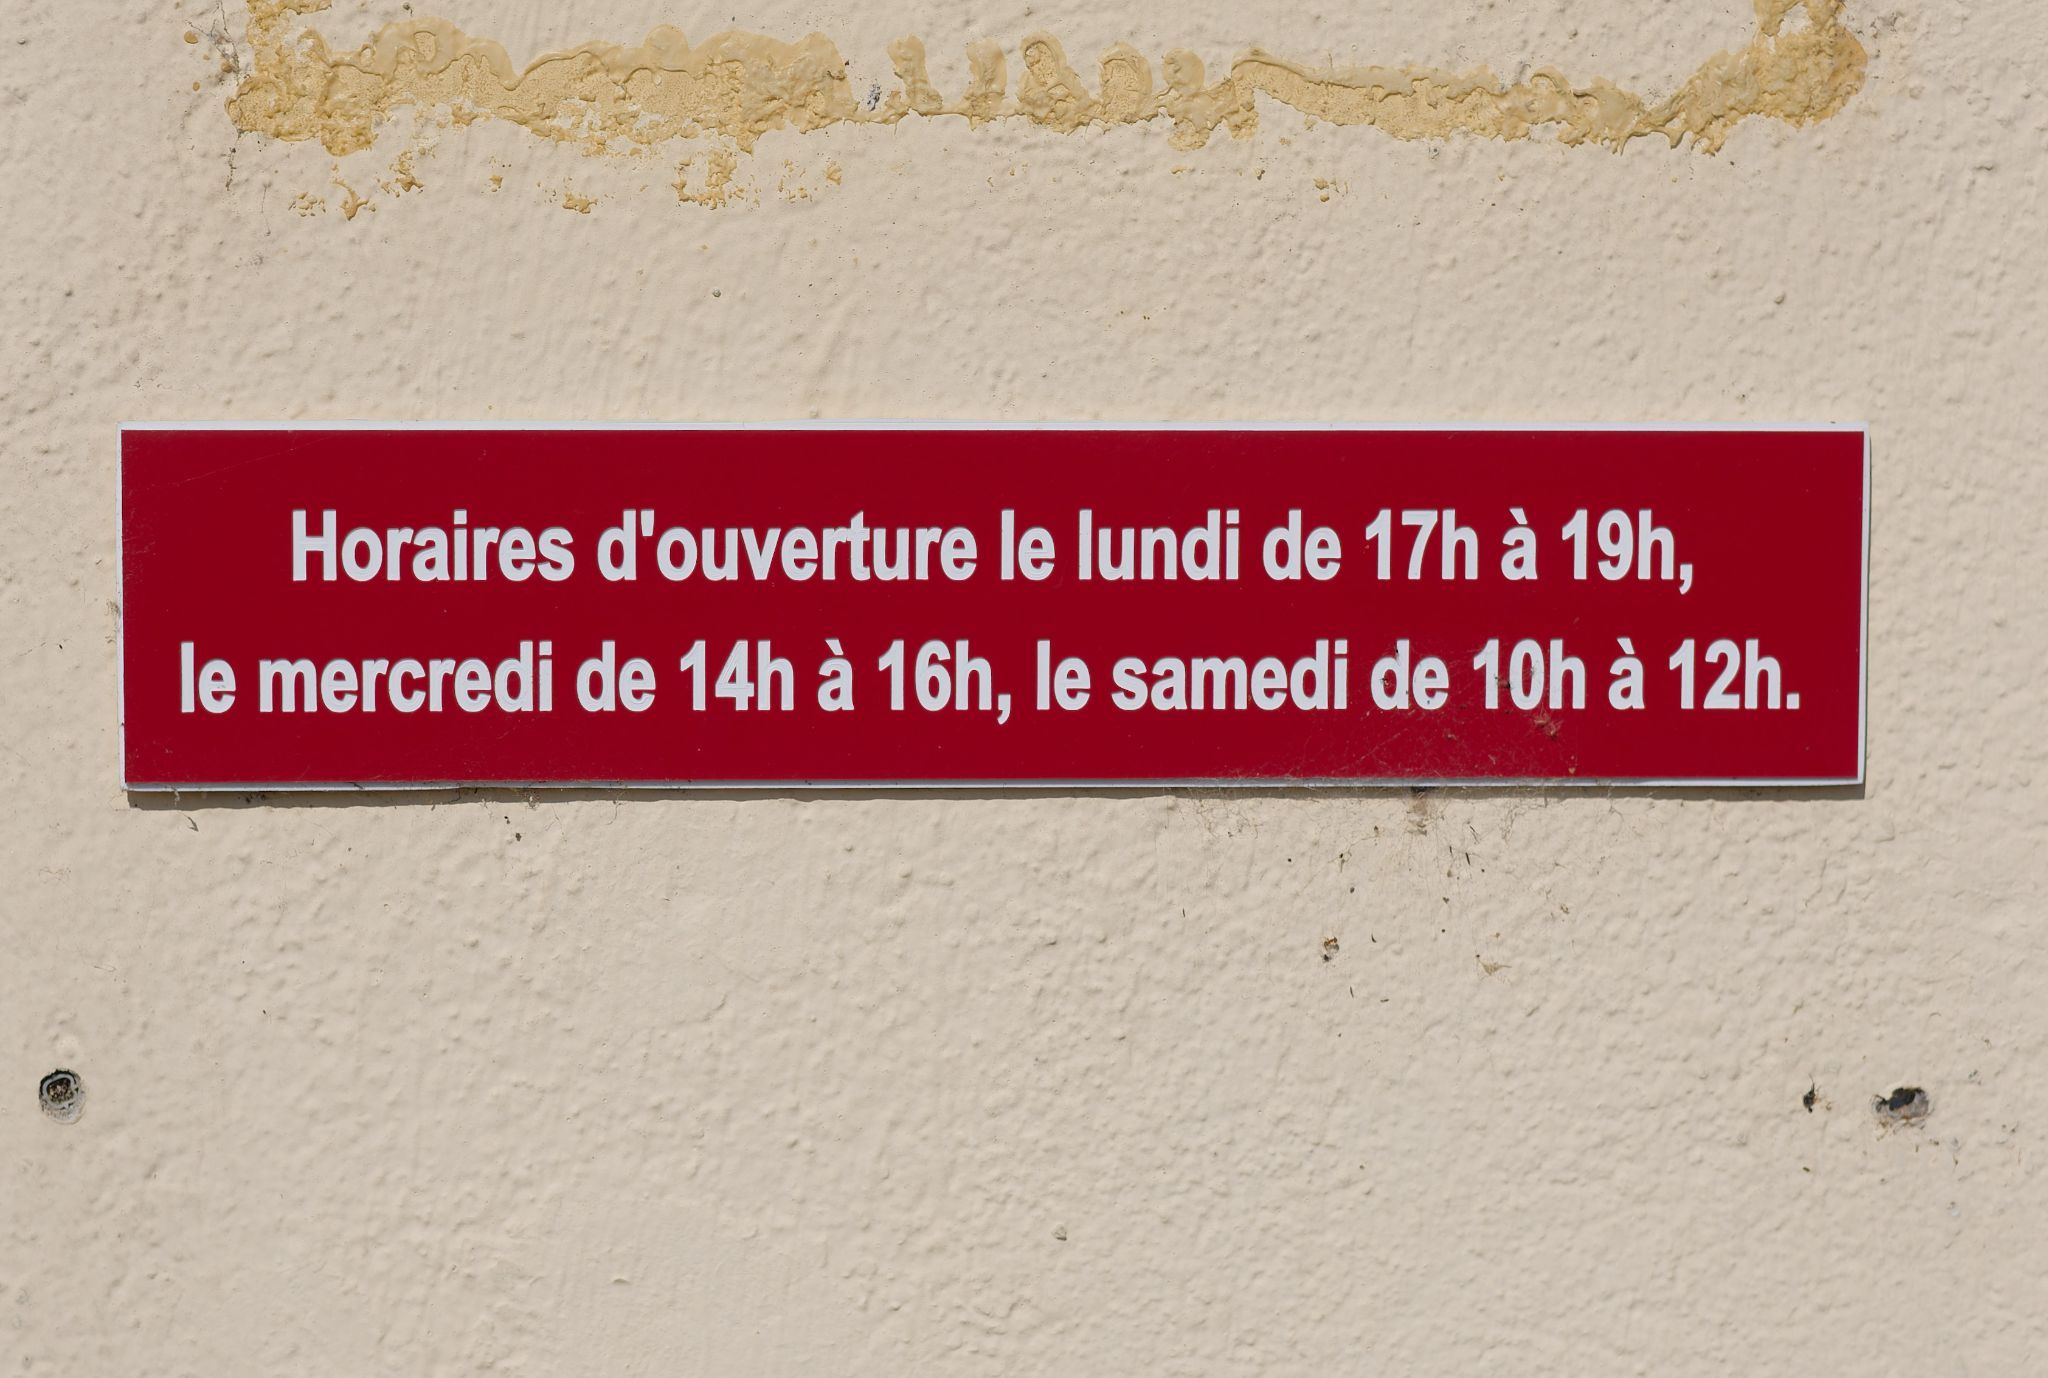 Horaires d'ouverture le lundi de 17h à 19h,
le mercredi de 14h à 16h, le samedi de 10h à 12h.